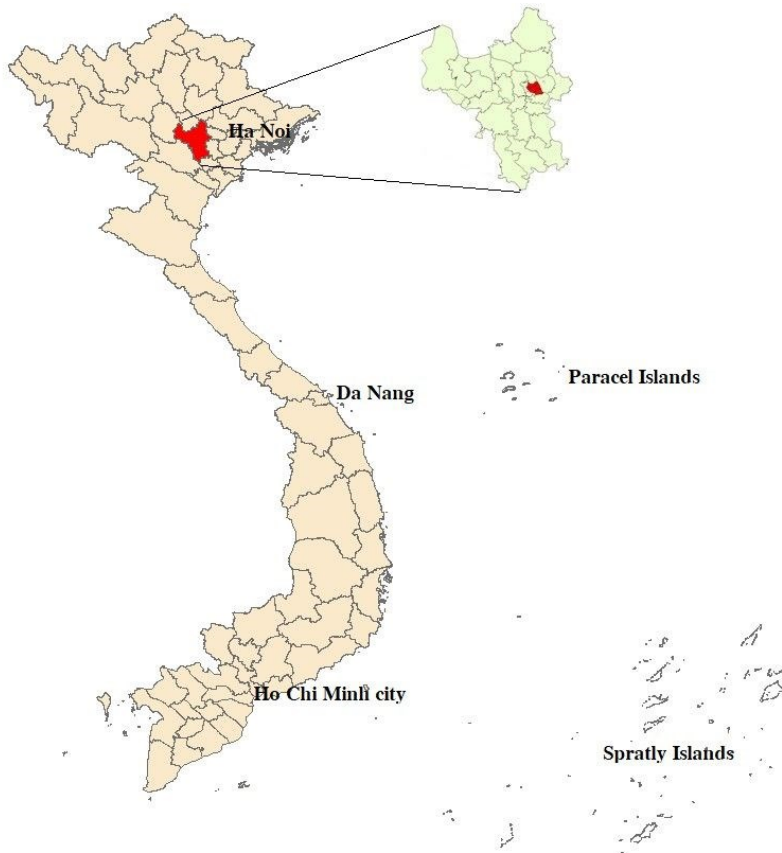 Ha Noi
Paracel Islands
Da Nang
Ho Chi Minh city
Spratly Islands